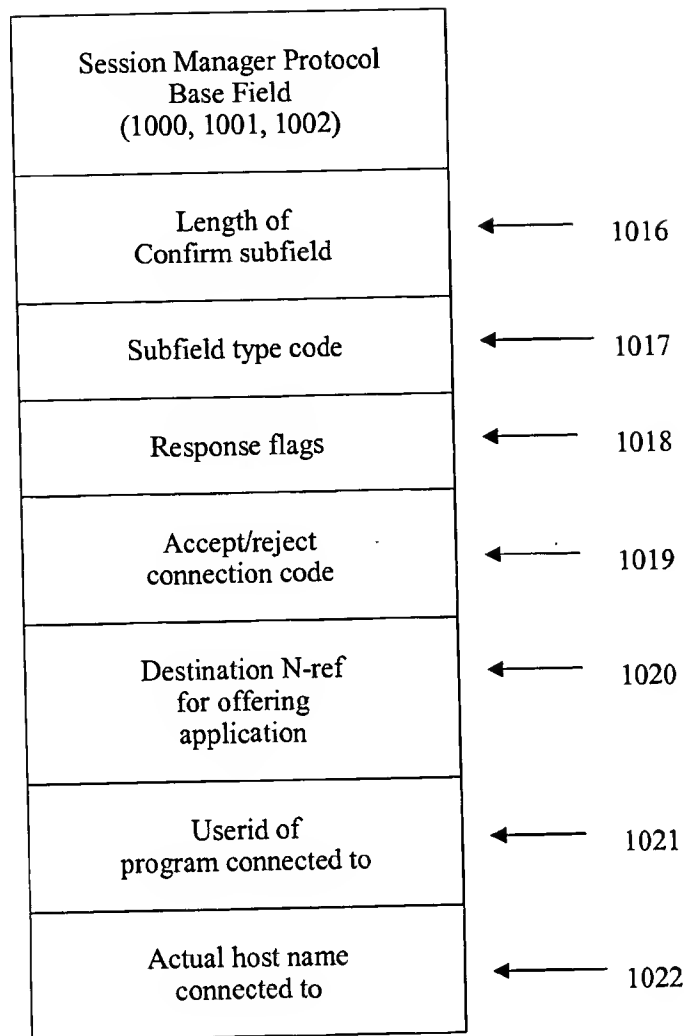 Session Manager Protocol
Base Field
(1000, 1001, 1002)
Length of
Confirm subfield
1016
Subfield type code
1017
Response flags
1018
Accept/reject
connection code
1019
Destination N-ref
for offering
application
1020
Userid of
program connected to
1021
Actual host name
connected to
1022